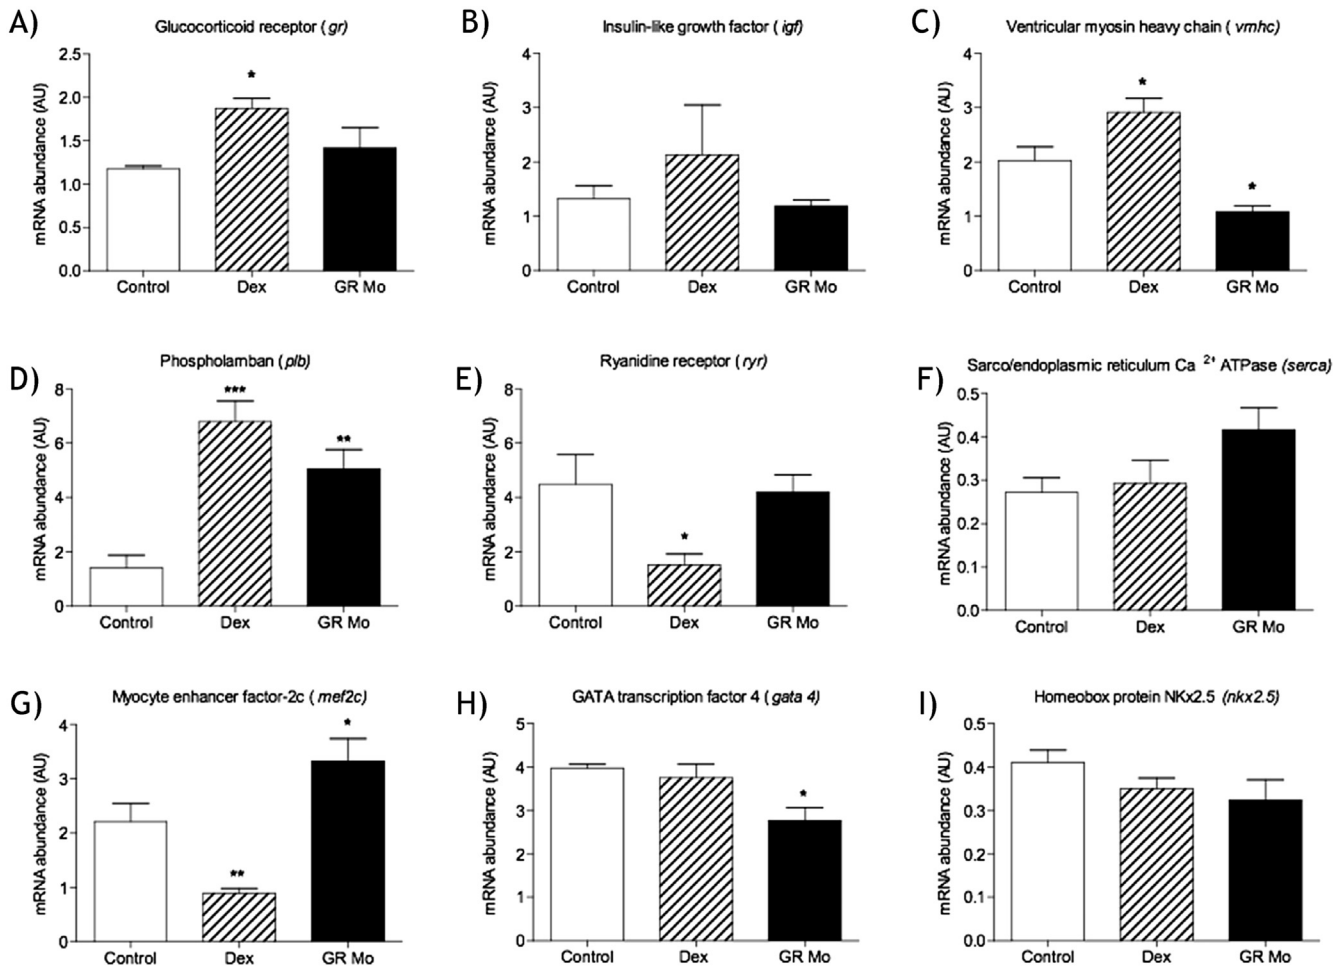 A)
Glucocorticoid receptor ( gr)
mRNA abundance (AU)
2.5
2.0
1.5
1.0
0.5
0.0
*
Control Dex GR Mo
B)
Insulin-like growth factor ( igf)
mRNA abundance (AU)
4
3
2
1
0
Control Dex GR Mo
C)
Ventricular myosin heavy chain ( vmhc)
mRNA abundance (AU)
4
3
2
1
0
*
*
Control Dex GR Mo
D)
Phospholamban ( plb)
mRNA abundance (AU)
8
6
4
2
0
***
**
Control Dex GR Mo
E)
Ryanidine receptor ( ryr)
mRNA abundance (AU)
8
6
4
2
0
*
Control Dex GR Mo
F)
Sarco/endoplasmic reticulum Ca 2+ ATPase (serca)
mRNA abundance (AU)
0.5
0.4
0.3
0.2
0.1
0.0
Control Dex GR Mo
G)
Myocyte enhancer factor-2c ( mef2c)
mRNA abundance (AU)
4
3
2
1
0
**
*
Control Dex GR Mo
H)
GATA transcription factor 4 ( gata 4)
mRNA abundance (AU)
5
4
3
2
1
0
*
Control Dex GR Mo
I)
Homeobox protein NKx2.5 (nkx2.5)
mRNA abundance (AU)
0.5
0.4
0.3
0.2
0.1
0.0
Control Dex GR Mo